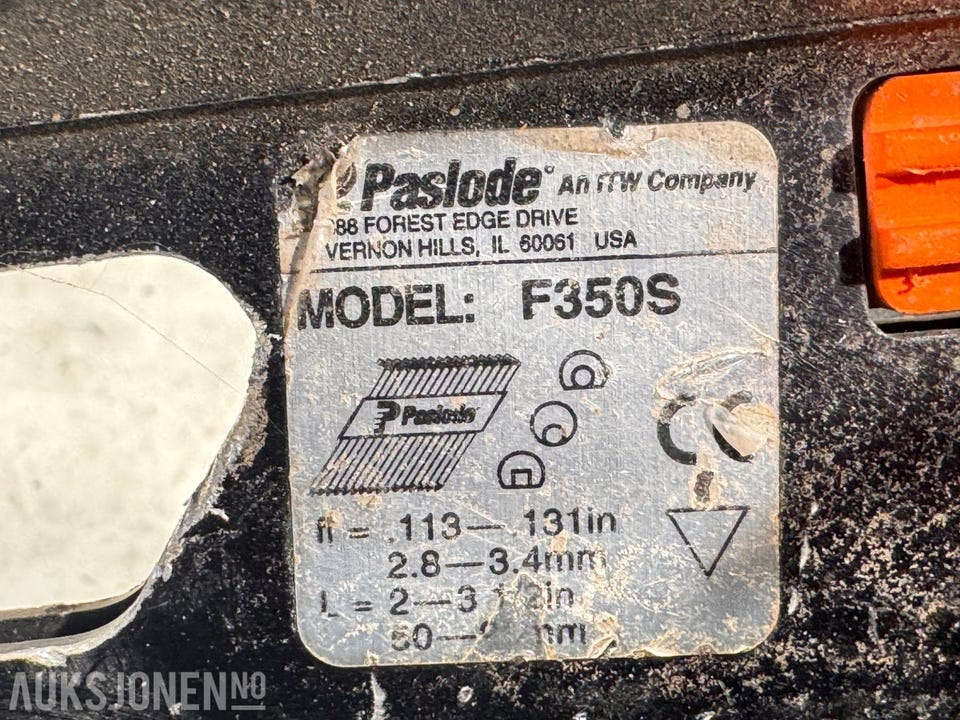 Paslode® An ITW Company
88 FOREST EDGE DRIVE
VERNON HILLS, IL 60061 USA
MODEL: F350S
Paslode
= .113 — .131in
2.8 — 3.4mm
L = 2 — 3
mm
AUKSJONEN NO